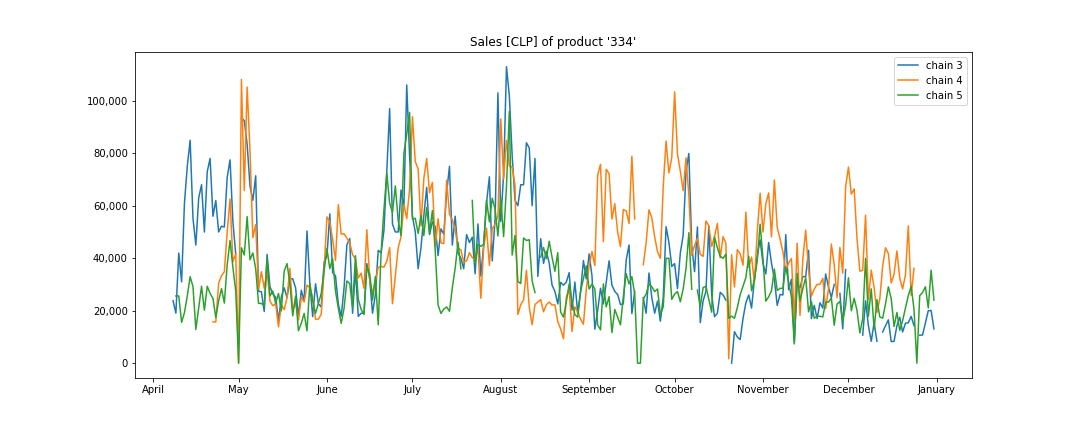 Sales [CLP] of product '334'
chain 3
chain 4
chain 5
100,000
80,000
60,000
40,000
20,000
0
April May June July August September October November December January